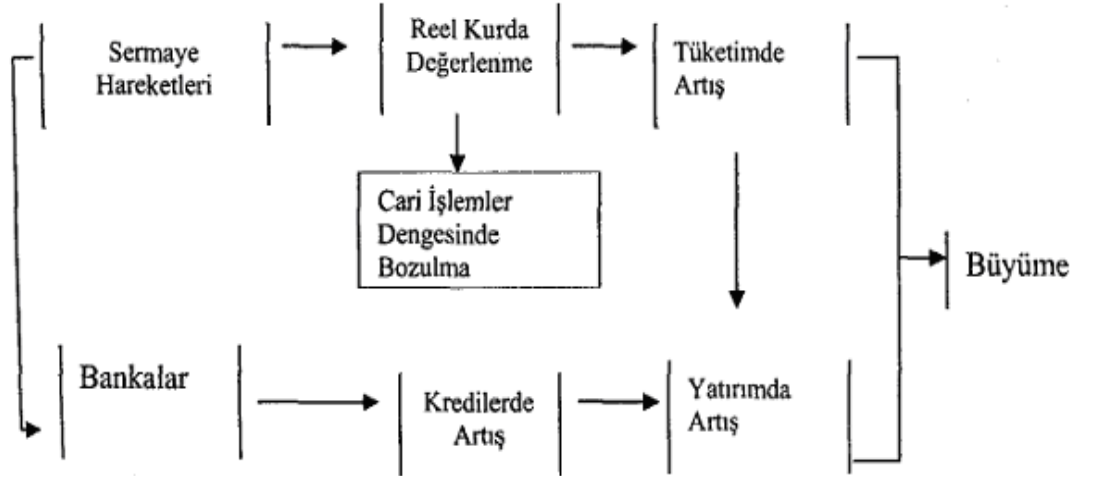 Sermaye
Hareketleri
Reel Kurda
Değerlenme
Tüketimde
Artış
Cari İşlemler
Dengesinde
Bozulma
Büyüme
Bankalar
Kredilerde
Artış
Yatırımda
Artış